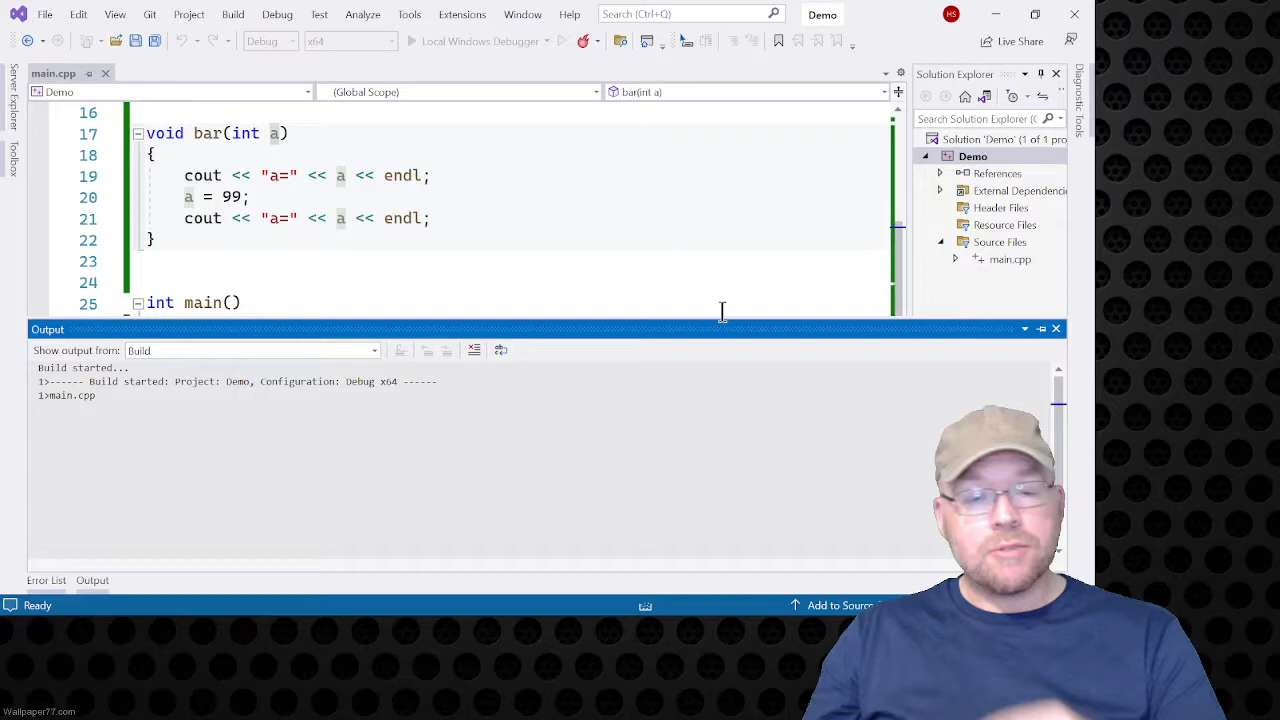 File Edit View Git Project Build Debug Test Analyze Tools Extensions Window Help Search (Ctrl+Q) Demo HS
Debug x64 Local Windows Debugger Live Share
main.cpp
Demo (Global Scope) bar(int a)
16
17 void bar(int a)
18 {
19 cout << "a=" << a << endl;
20 a = 99;
21 cout << "a=" << a << endl;
22 }
23
24
25 int main()
Server Explorer
Toolbox
Solution Explorer
Search Solution Explorer (C
Solution 'Demo' (1 of 1 pro
Demo
References
External Dependenci
Header Files
Resource Files
Source Files
main.cpp
Diagnostic Tools
Output
Show output from: Build
Build started...
1>------ Build started: Project: Demo, Configuration: Debug x64 ------
1>main.cpp
Error List Output
Ready Add to Source
Wallpaper77.com